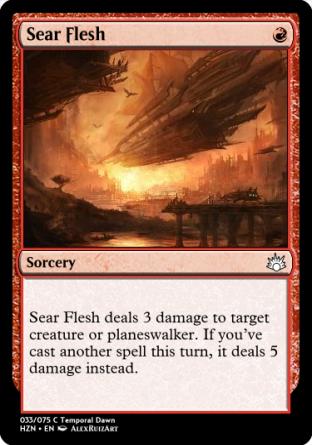 Sear Flesh
Sorcery
Sear Flesh deals 3 damage to target
creature or planeswalker. If you've
cast another spell this turn, it deals 5
damage instead.
033/075 C Temporal Dawn
HZN • EN AlexRuizArt